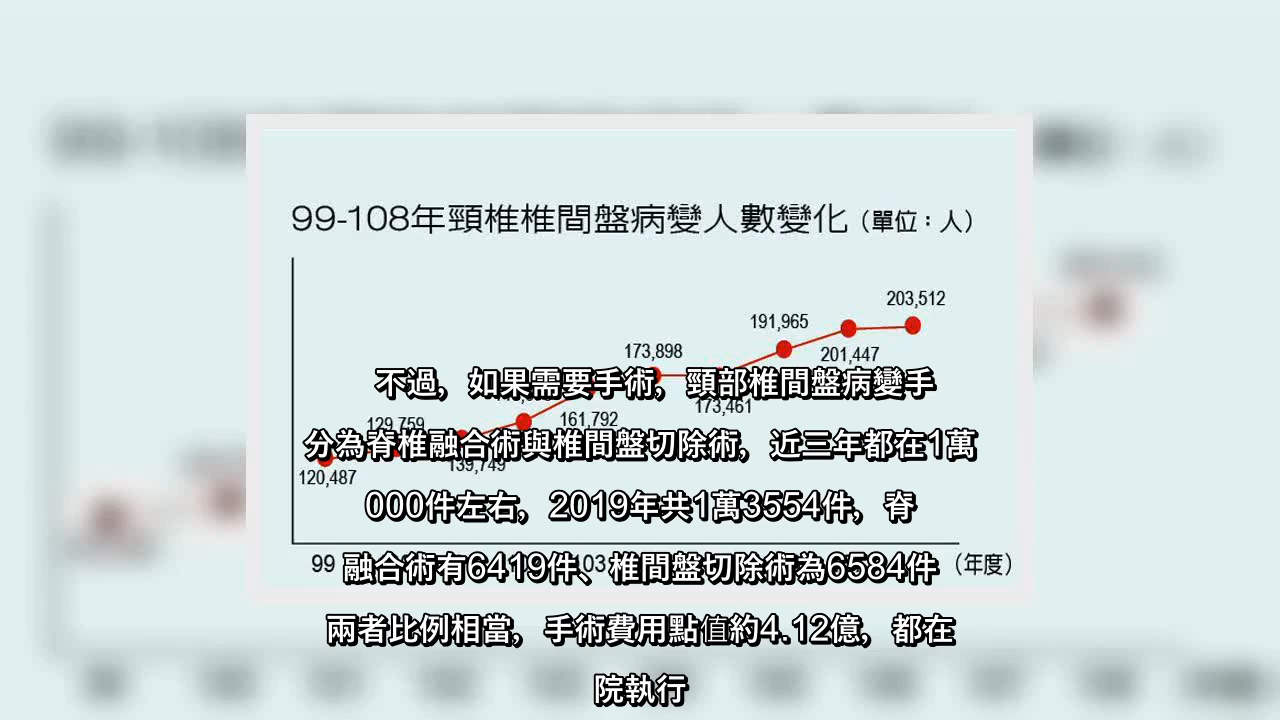 99-108年頸椎椎間盤病變人數變化（單位：人）
203,512
191,965
201,447
173,898
173,461
161,792
129,759
139,749
120,487
99
103
（年度）
不過，如果需要手術，頸部椎間盤病變手
分為脊椎融合術與椎間盤切除術，近三年都在1萬
000件左右，2019年共1萬3554件，脊
融合術有6419件、椎間盤切除術為6584件
兩者比例相當，手術費用點值約4.12億，都在
院執行